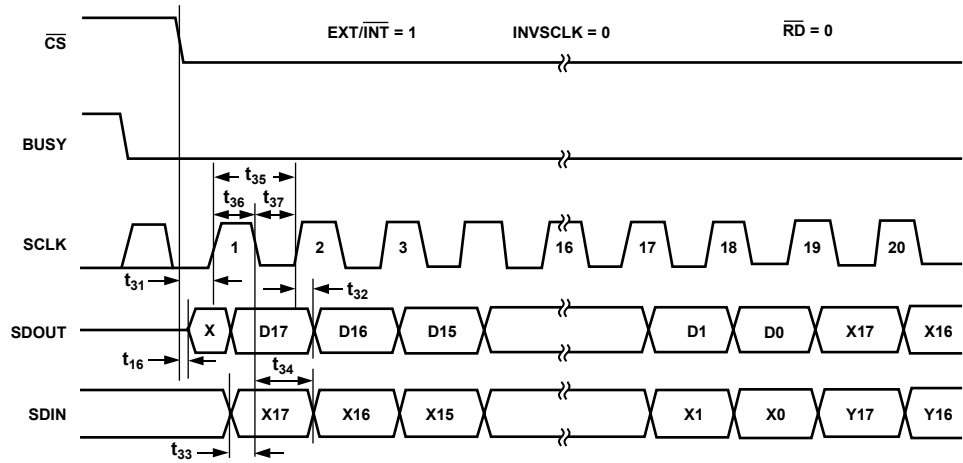 EXT/INT = 1 INVSCLK = 0 RD = 0
CS
BUSY
t35
t36 t37
SCLK 1 2 3 16 17 18 19 20
t31 t32
SDOUT X D17 D16 D15 D1 D0 X17 X16
t16 t34
SDIN X17 X16 X15 X1 X0 Y17 Y16
t33